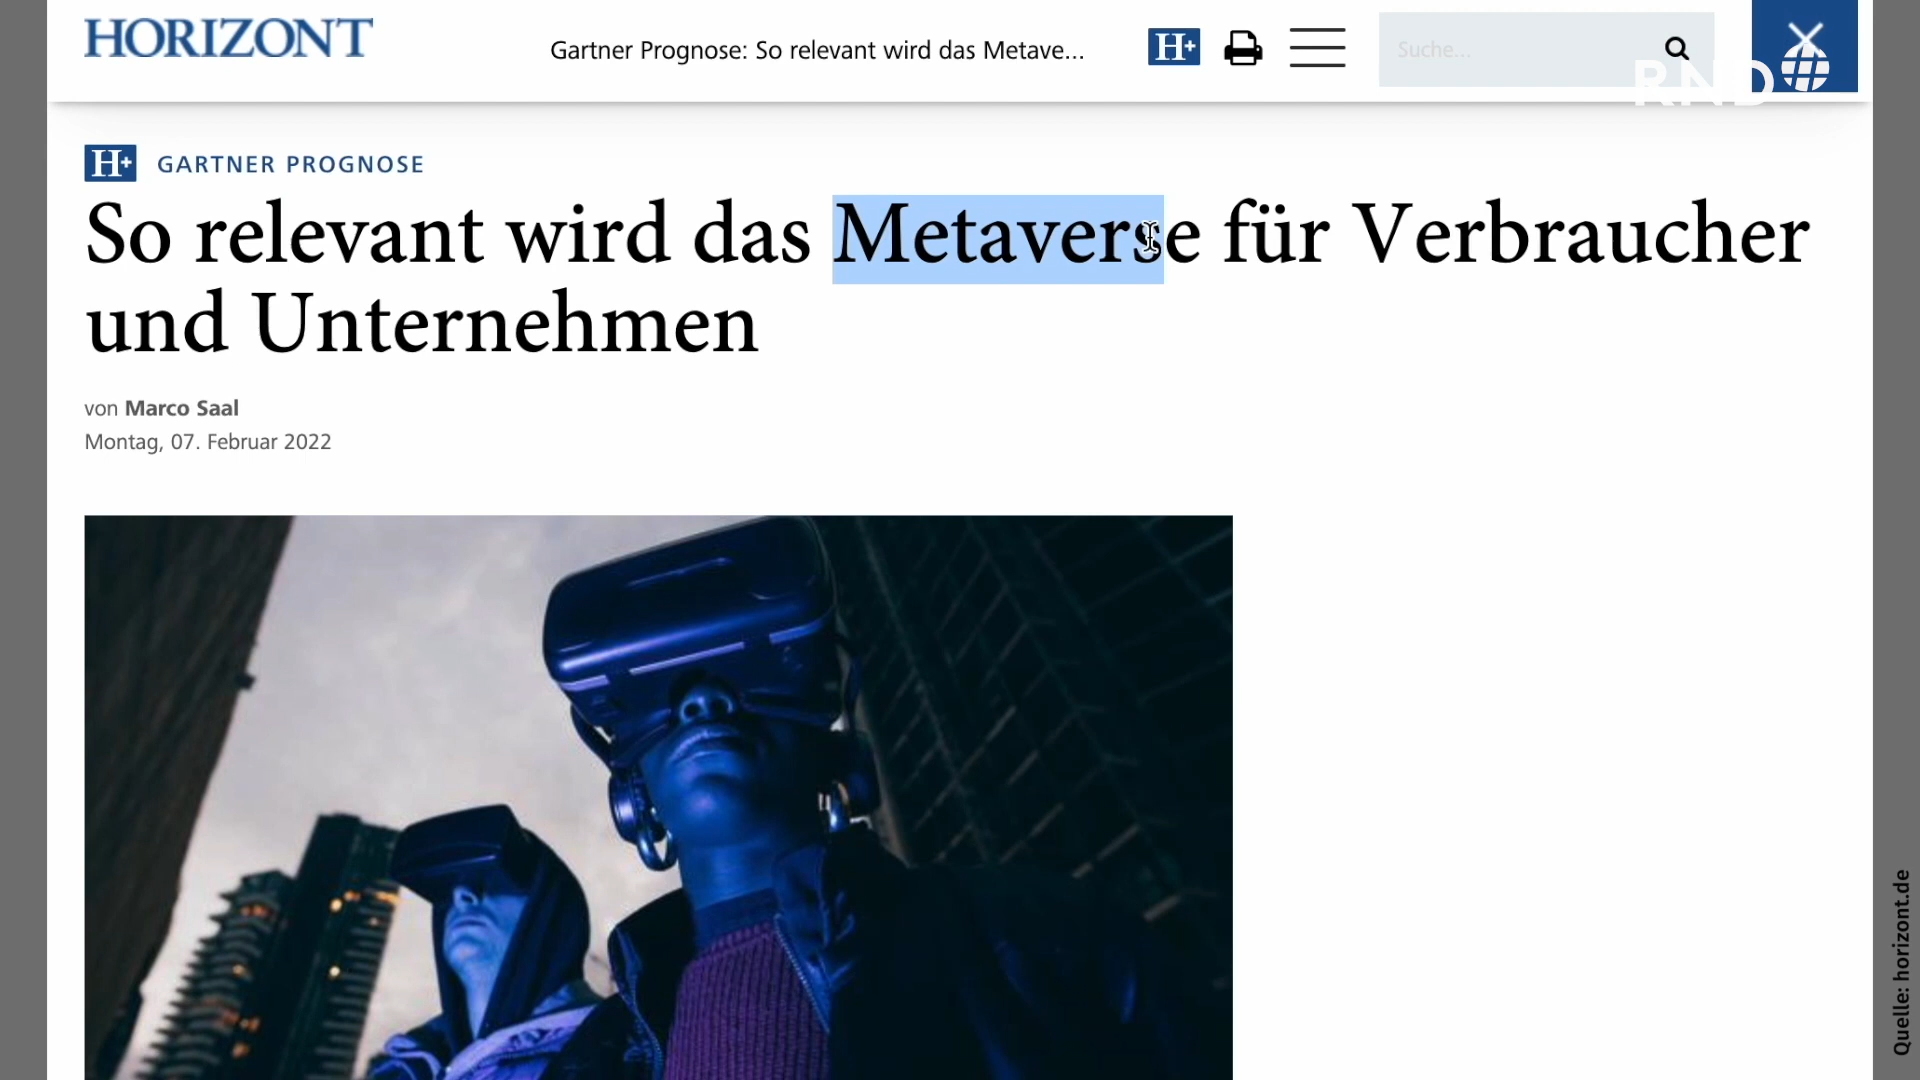 HORIZONT
Gartner Prognose: So relevant wird das Metave...
H+
Suche...
RND
H+ GARTNER PROGNOSE
So relevant wird das Metaverse für Verbraucher
und Unternehmen
von Marco Saal
Montag, 07. Februar 2022
Quelle: horizont.de